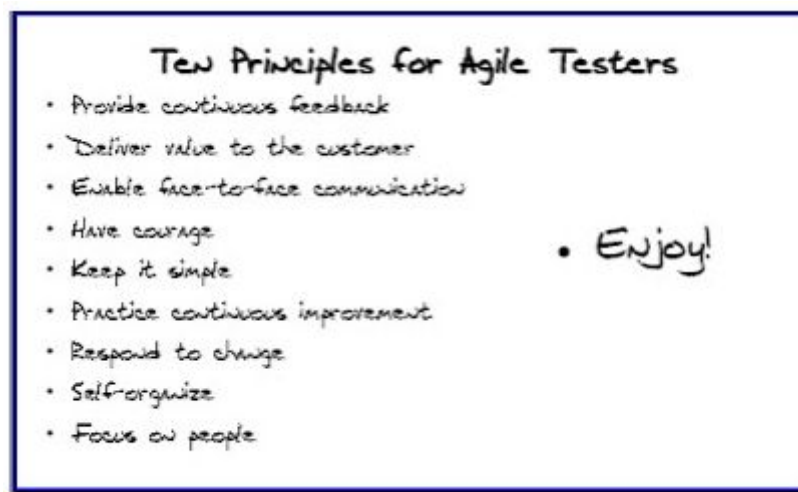 Ten Principles for Agile Testers
• Provide continuous feedback
• Deliver value to the customer
• Enable face-to-face communication
• Have courage
• Keep it simple
• Practice continuous improvement
• Respond to change
• Self-organize
• Focus on people
• Enjoy!